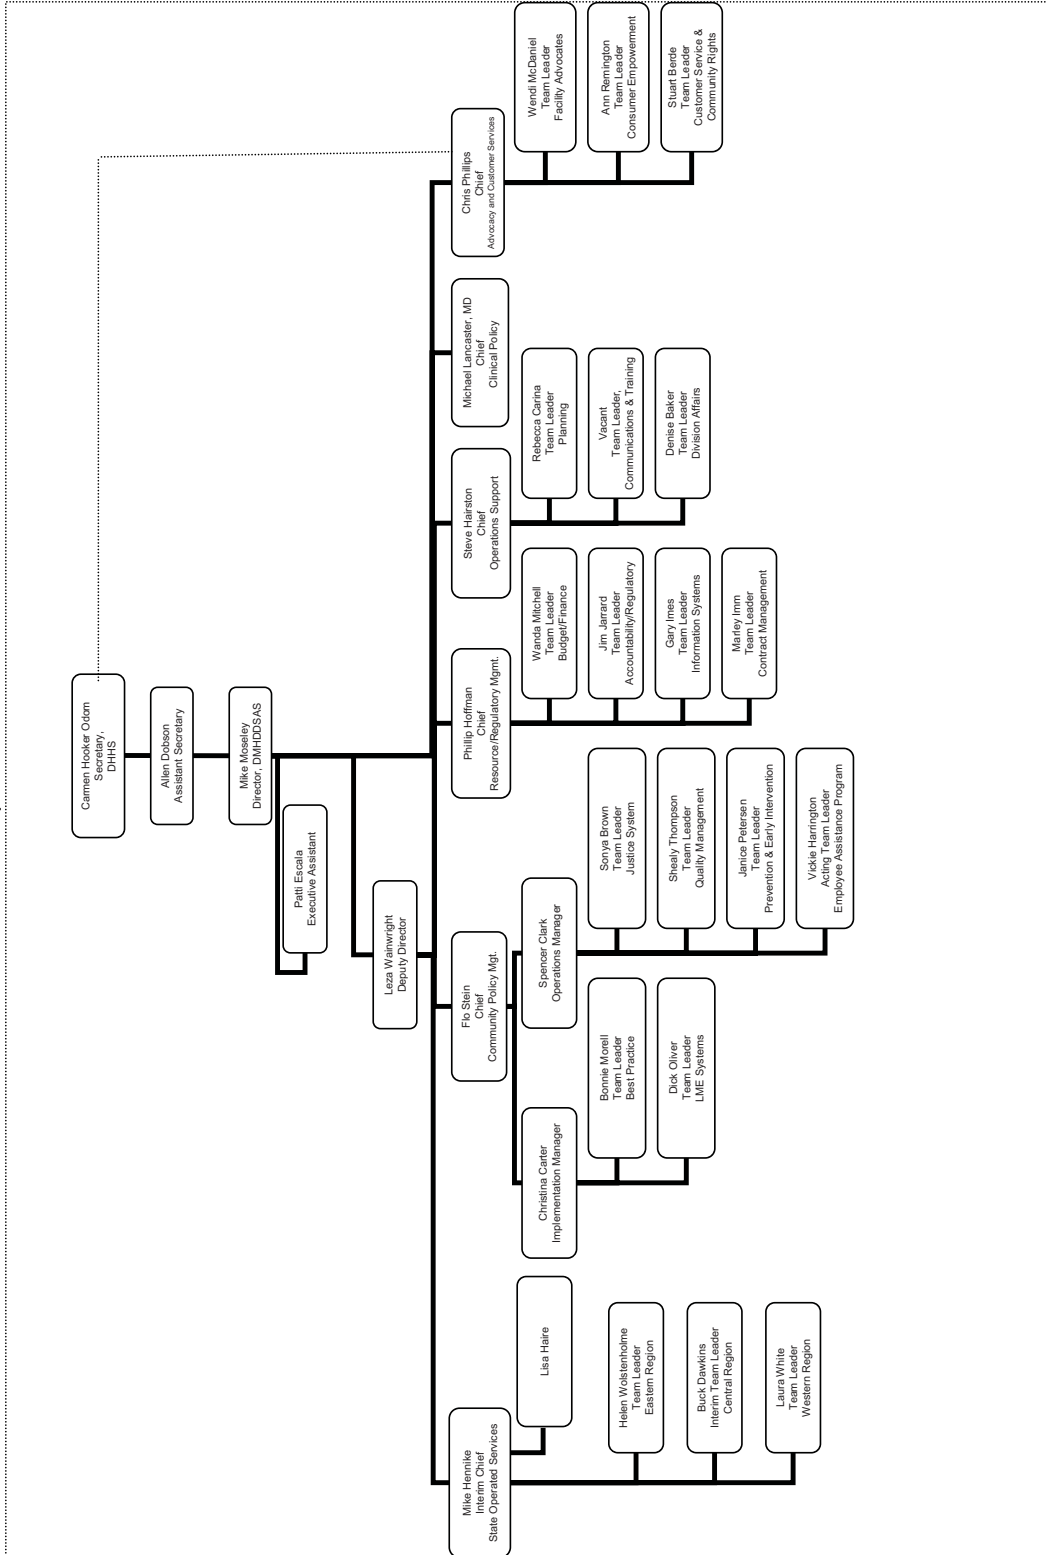 Carmen Hooker Odom
Secretary,
DHHS
Allen Dobson
Assistant Secretary
Mike Moseley
Director, DMHDDSAS
Patti Escala
Executive Assistant
Leza Wainwright
Deputy Director
Mike Hennike
Interim Chief
State Operated Services
Lisa Haire
Helen Wolstenholme
Team Leader
Eastern Region
Buck Dawkins
Interim Team Leader
Central Region
Laura White
Team Leader
Western Region
Flo Stein
Chief
Community Policy Mgt.
Christina Carter
Implementation Manager
Bonnie Morell
Team Leader
Best Practice
Dick Oliver
Team Leader
LME Systems
Spencer Clark
Operations Manager
Sonya Brown
Team Leader
Justice System
Shealy Thompson
Team Leader
Quality Management
Janice Petersen
Team Leader
Prevention & Early Intervention
Vickie Harrington
Acting Team Leader
Employee Assistance Program
Phillip Hoffman
Chief
Resource/Regulatory Mgmt.
Wanda Mitchell
Team Leader
Budget/Finance
Jim Jarrard
Team Leader
Accountability/Regulatory
Gary Imes
Team Leader
Information Systems
Marley Imm
Team Leader
Contract Management
Steve Hairston
Chief
Operations Support
Rebecca Carina
Team Leader
Planning
Vacant
Team Leader,
Communications & Training
Denise Baker
Team Leader
Division Affairs
Michael Lancaster, MD
Chief
Clinical Policy
Chris Phillips
Chief
Advocacy and Customer Services
Wendi McDaniel
Team Leader
Facility Advocates
Ann Remington
Team Leader
Consumer Empowerment
Stuart Berde
Team Leader
Customer Service &
Community Rights